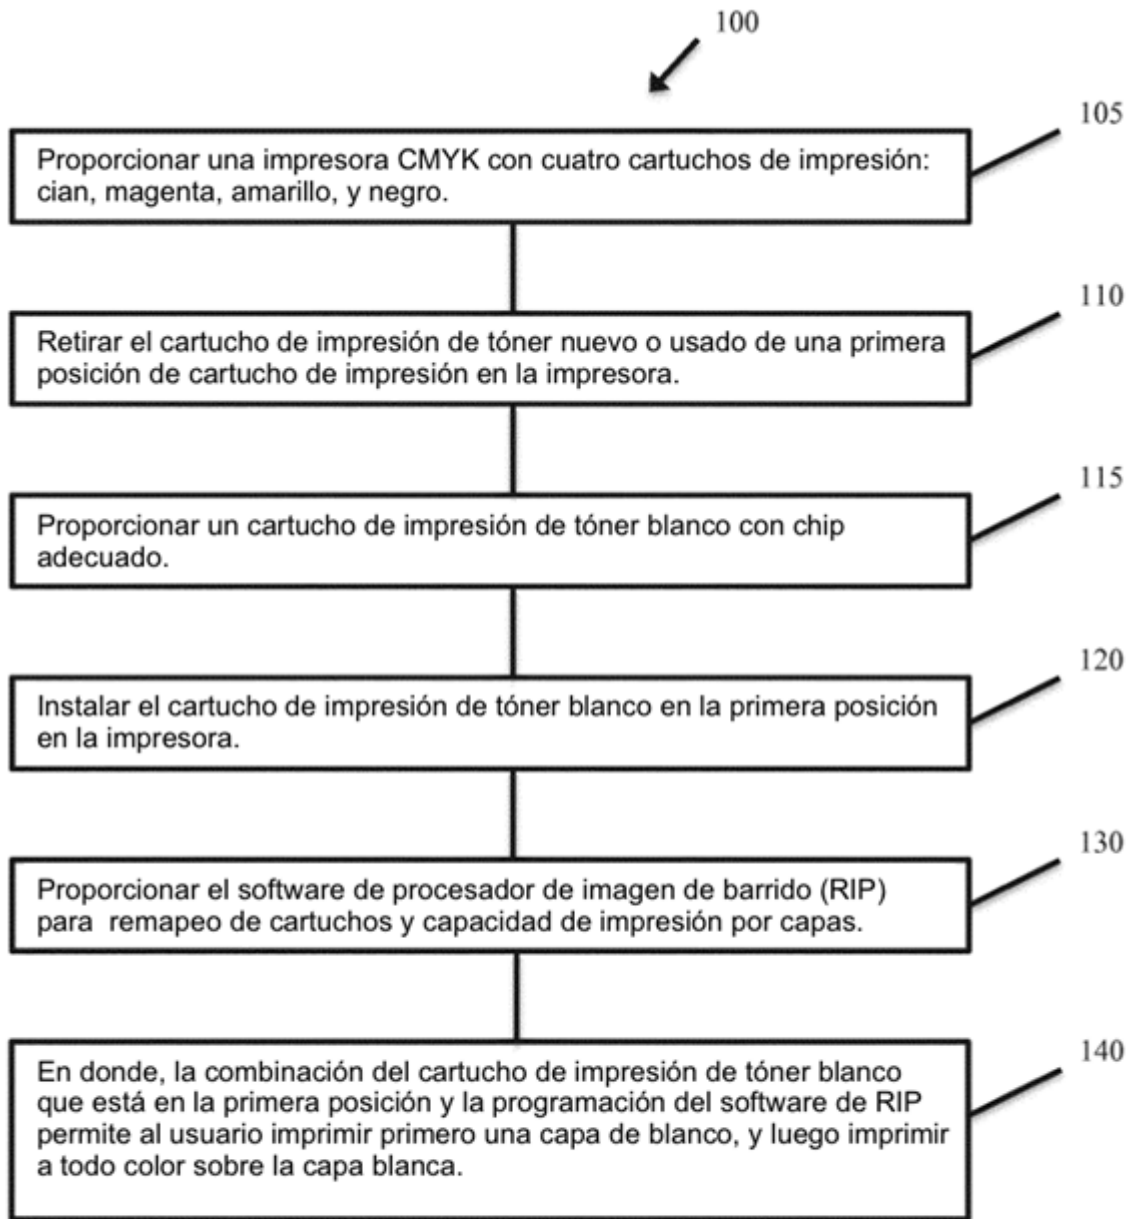 100
105
Proporcionar una impresora CMYK con cuatro cartuchos de impresión:
cian, magenta, amarillo, y negro.
110
Retirar el cartucho de impresión de tóner nuevo o usado de una primera
posición de cartucho de impresión en la impresora.
115
Proporcionar un cartucho de impresión de tóner blanco con chip
adecuado.
120
Instalar el cartucho de impresión de tóner blanco en la primera posición
en la impresora.
130
Proporcionar el software de procesador de imagen de barrido (RIP)
para remapeo de cartuchos y capacidad de impresión por capas.
140
En donde, la combinación del cartucho de impresión de tóner blanco
que está en la primera posición y la programación del software de RIP
permite al usuario imprimir primero una capa de blanco, y luego imprimir
a todo color sobre la capa blanca.